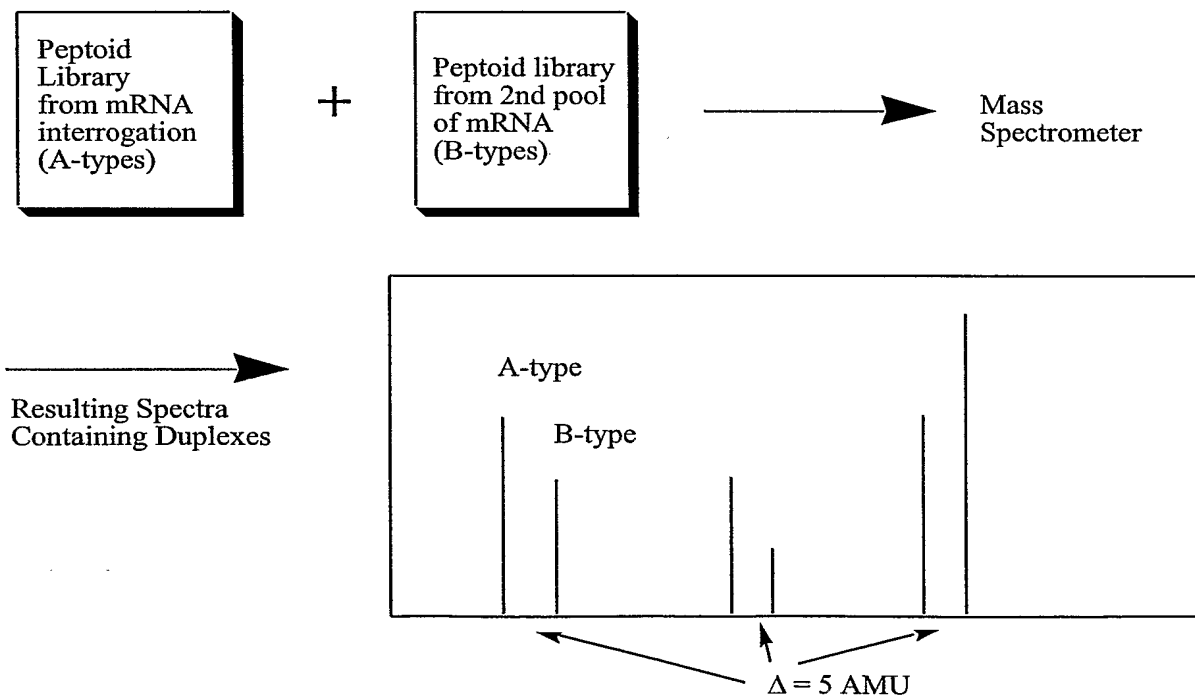 Peptoid
Library
from mRNA
interrogation
(A-types)
+
Peptoid library
from 2nd pool
of mRNA
(B-types)
Mass
Spectrometer
Resulting Spectra
Containing Duplexes
A-type
B-type
Δ = 5 AMU